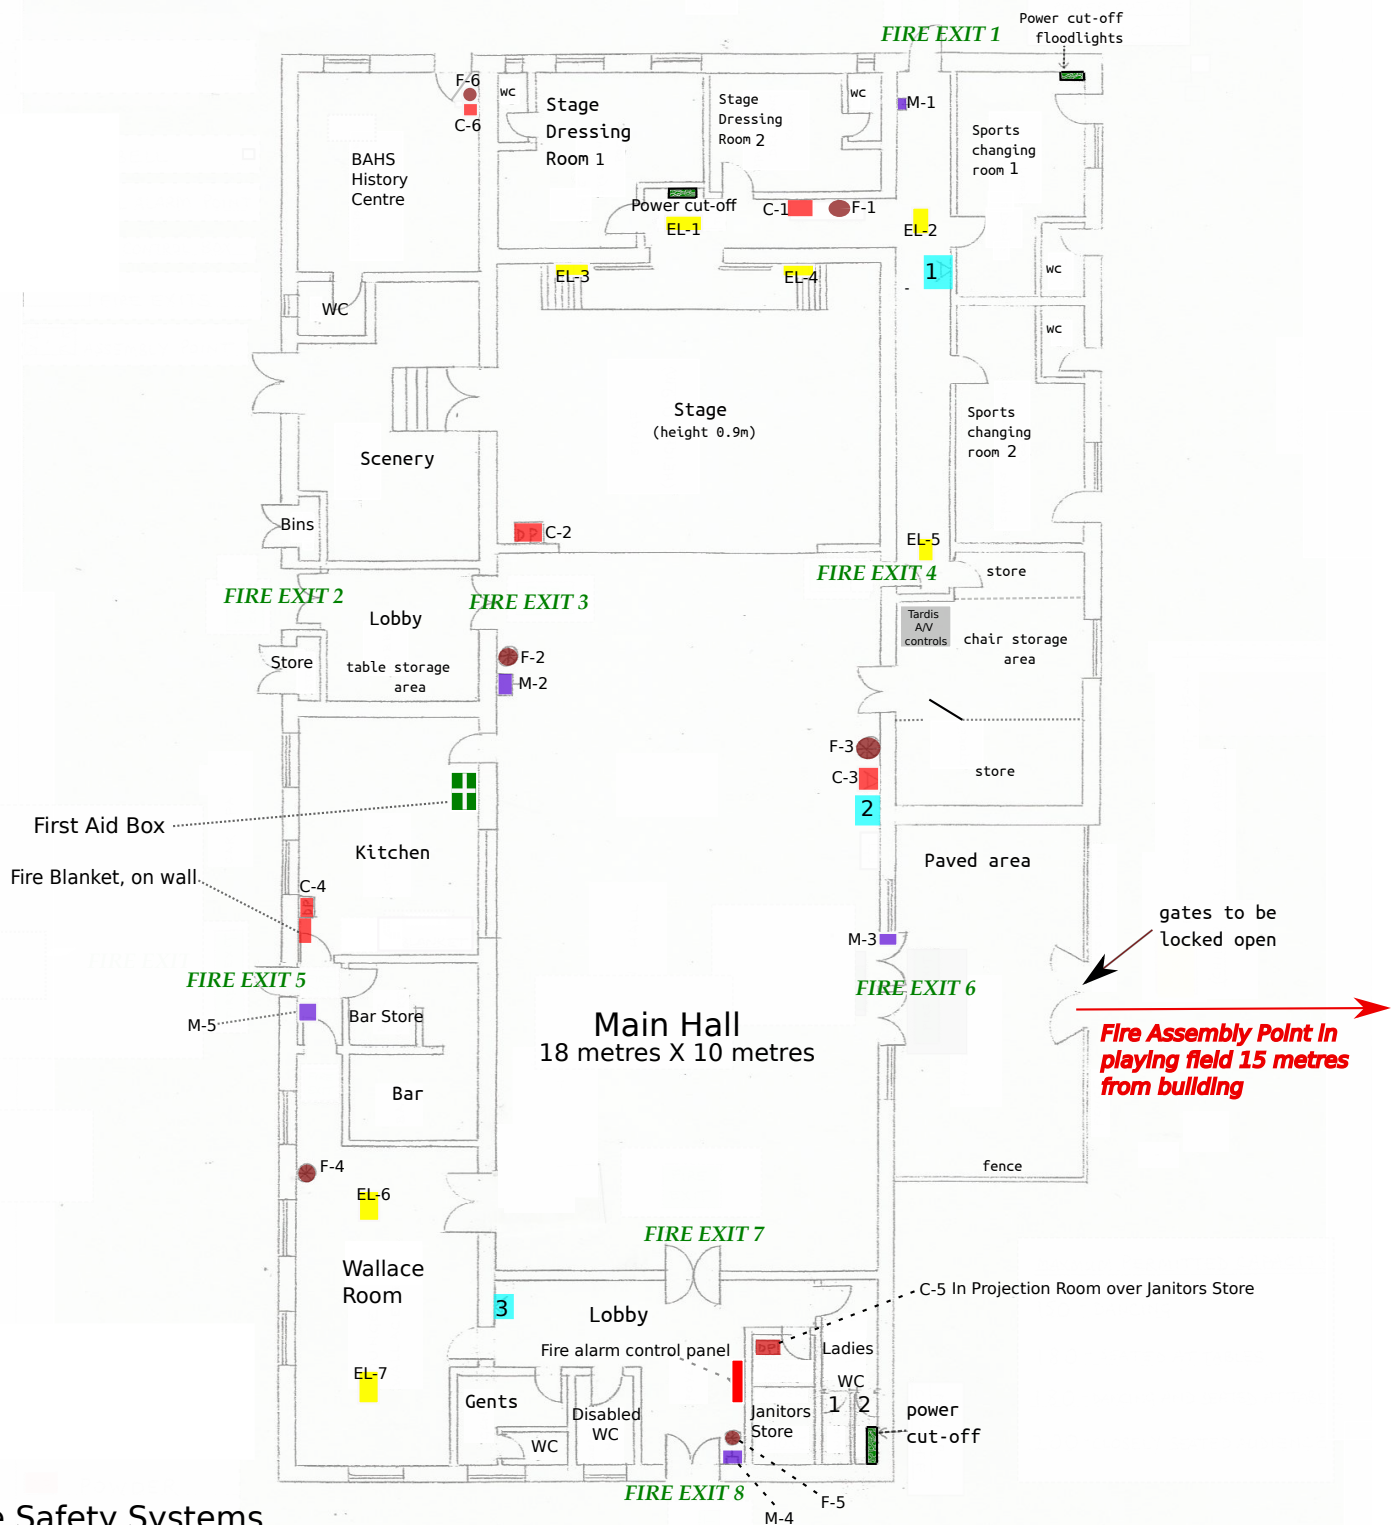 Power cut-off
floodlights
FIRE EXIT 1
F-6
C-6
wc
Stage
Dressing
Room 1
Stage
Dressing
Room 2
wc
M-1
Sports
changing
room 1
BAHS
History
Centre
Power cut-off
EL-1
C-1
F-1
EL-2
1
wc
EL-3
EL-4
WC
wc
Stage
(height 0.9m)
Sports
changing
room 2
Scenery
Bins
C-2
EL-5
FIRE EXIT 4
store
FIRE EXIT 2
FIRE EXIT 3
Lobby
Tardis
A/V
controls
chair storage
area
Store
table storage
area
F-2
M-2
F-3
C-3
2
store
First Aid Box
Kitchen
Paved area
Fire Blanket, on wall
C-4
gates to be
locked open
M-3
FIRE EXIT 5
FIRE EXIT 6
M-5
Bar Store
Main Hall
18 metres X 10 metres
Fire Assembly Point in
playing field 15 metres
from building
Bar
F-4
fence
EL-6
FIRE EXIT 7
Wallace
Room
C-5 In Projection Room over Janitors Store
3
Lobby
Fire alarm control panel
DP
Ladies
WC
1 2
EL-7
Gents
Disabled
WC
WC
Janitors
Store
power
cut-off
FIRE EXIT 8
F-5
M-4
Safety Systems